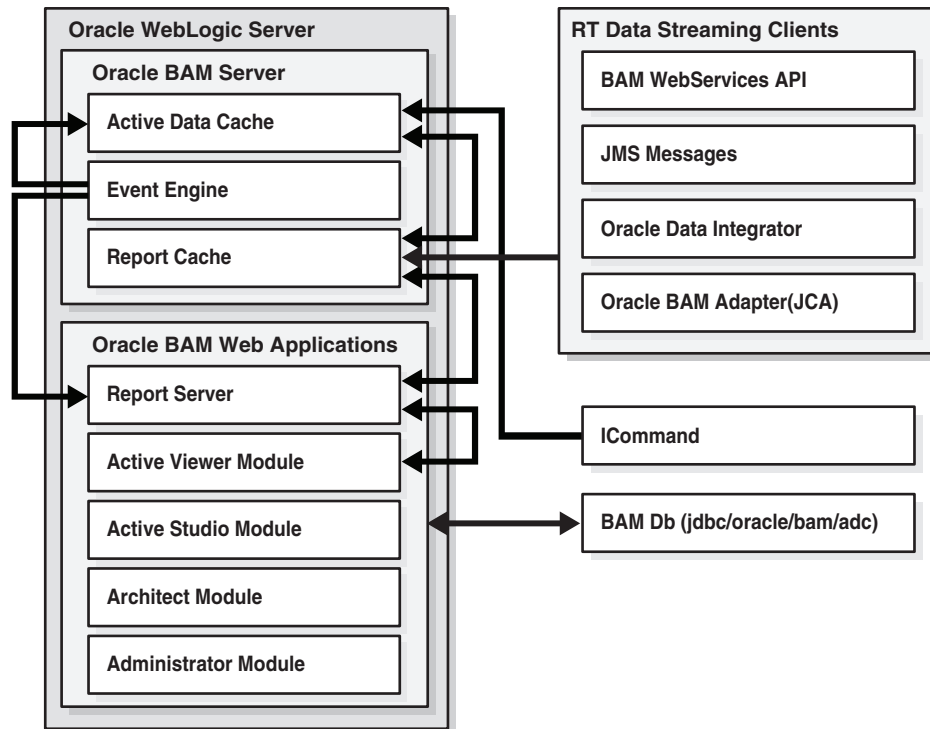 Oracle WebLogic Server
Oracle BAM Server
Active Data Cache
Event Engine
Report Cache
Oracle BAM Web Applications
Report Server
Active Viewer Module
Active Studio Module
Architect Module
Administrator Module
RT Data Streaming Clients
BAM WebServices API
JMS Messages
Oracle Data Integrator
Oracle BAM Adapter(JCA)
ICommand
BAM Db (jdbc/oracle/bam/adc)